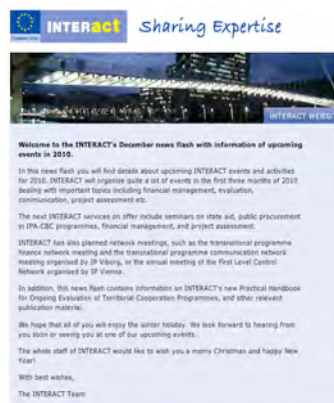 INTERact Sharing Expertise
INTERACT WEBSI
Welcome to the INTERACT's December news flash with information of upcoming
events in 2010.
In this news flash you will find details about upcoming INTERACT events and activities
for 2010. INTERACT will organise quite a lot of events in the first three months of 2010
dealing with important topics including financial management, evaluation,
communication, project assessment etc.
The next INTERACT services on offer include seminars on state aid, public procurement
in IPA-CBC programmes, financial management, and project assessment.
INTERACT has also planned network meetings, such as the transnational programme
finance network meeting and the transnational programme communication network
meeting organised by IP Viborg, or the annual meeting of the First Level Control
Network organised by IP Vienna.
In addition, this news flash contains information on INTERACT's new Practical Handbook
for Ongoing Evaluation of Territorial Cooperation Programmes, and other relevant
publication material.
We hope that all of you will enjoy the winter holiday. We look forward to hearing from
you soon or seeing you at one of our upcoming events.
The whole staff of INTERACT would like to wish you a merry Christmas and happy New
Year!
With best wishes,
The INTERACT Team